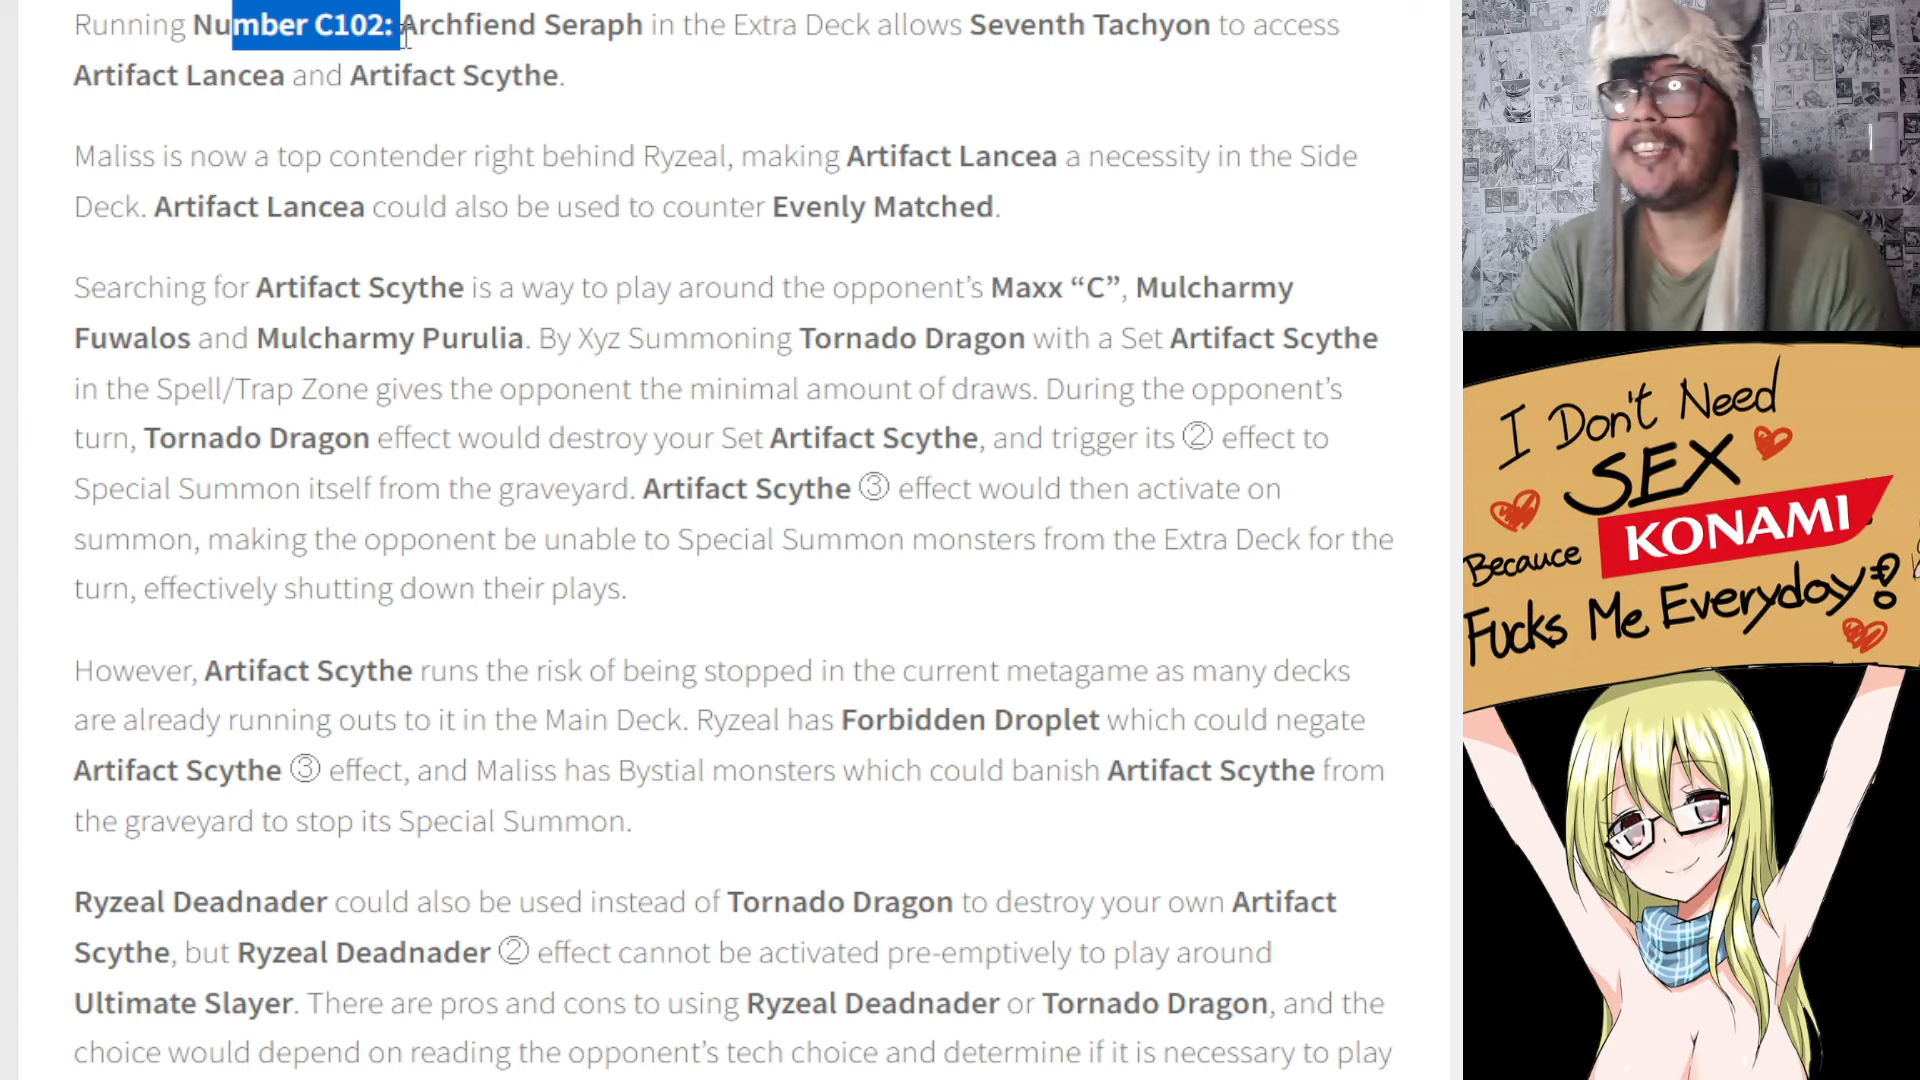 Running Number C102: Archfiend Seraph in the Extra Deck allows Seventh Tachyon to access
Artifact Lancea and Artifact Scythe.
Maliss is now a top contender right behind Ryzeal, making Artifact Lancea a necessity in the Side
Deck. Artifact Lancea could also be used to counter Evenly Matched.
Searching for Artifact Scythe is a way to play around the opponent’s Maxx “C”, Mulcharmy
Fuwalos and Mulcharmy Purulia. By Xyz Summoning Tornado Dragon with a Set Artifact Scythe
in the Spell/Trap Zone gives the opponent the minimal amount of draws. During the opponent’s
turn, Tornado Dragon effect would destroy your Set Artifact Scythe, and trigger its ② effect to
Special Summon itself from the graveyard. Artifact Scythe ③ effect would then activate on
summon, making the opponent be unable to Special Summon monsters from the Extra Deck for the
turn, effectively shutting down their plays.
However, Artifact Scythe runs the risk of being stopped in the current metagame as many decks
are already running outs to it in the Main Deck. Ryzeal has Forbidden Droplet which could negate
Artifact Scythe ③ effect, and Maliss has Bystial monsters which could banish Artifact Scythe from
the graveyard to stop its Special Summon.
Ryzeal Deadnader could also be used instead of Tornado Dragon to destroy your own Artifact
Scythe, but Ryzeal Deadnader ② effect cannot be activated pre-emptively to play around
Ultimate Slayer. There are pros and cons to using Ryzeal Deadnader or Tornado Dragon, and the
choice would depend on reading the opponent’s tech choice and determine if it is necessary to play
I Don't Need
SEX
Becauce KONAMI
Fucks Me Everyday!